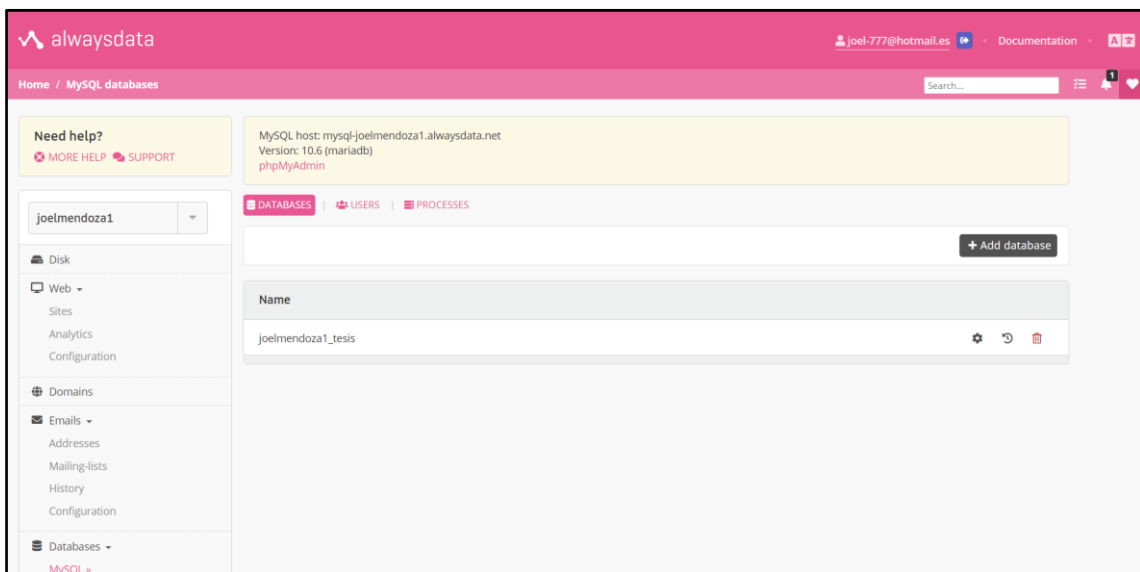 alwaysdata
joel-777@hotmail.es
Documentation
Home / MySQL databases
Search...
1
Need help?
MORE HELP SUPPORT
joelmendoza1
Disk
Web
Sites
Analytics
Configuration
Domains
Emails
Addresses
Mailing-lists
History
Configuration
Databases
MySQL »
MySQL host: mysql-joelmendoza1.alwaysdata.net
Version: 10.6 (mariadb)
phpMyAdmin
DATABASES | USERS | PROCESSES
+ Add database
Name
joelmendoza1_tesis